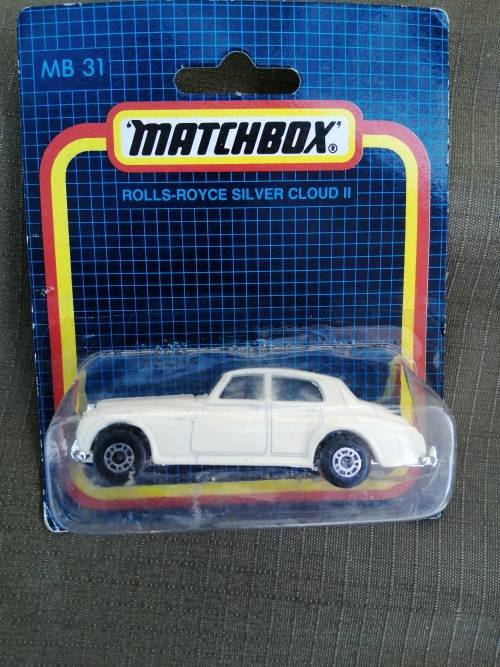 MB 31
'MATCHBOX'®
ROLLS-ROYCE SILVER CLOUD II